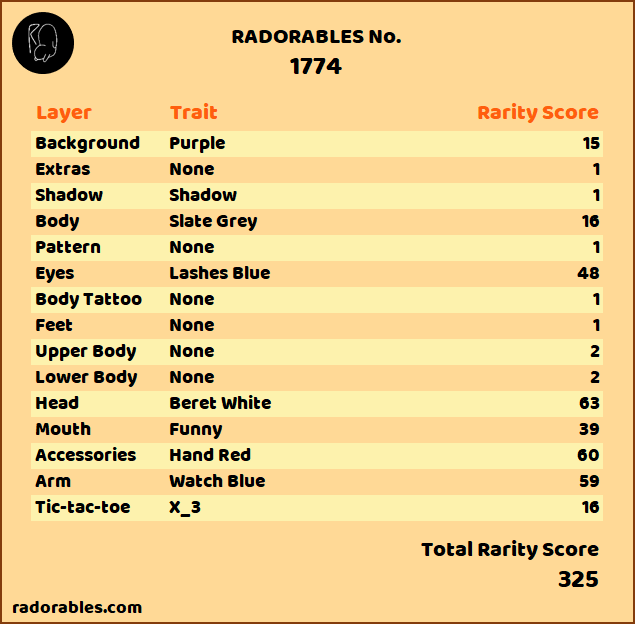 RADORABLES No.
1774
Layer Trait Rarity Score
Background Purple 15
Extras None 1
Shadow Shadow 1
Body Slate Grey 16
Pattern None 1
Eyes Lashes Blue 48
Body Tattoo None 1
Feet None 1
Upper Body None 2
Lower Body None 2
Head Beret White 63
Mouth Funny 39
Accessories Hand Red 60
Arm Watch Blue 59
Tic-tac-toe X_3 16
Total Rarity Score
325
radorables.com